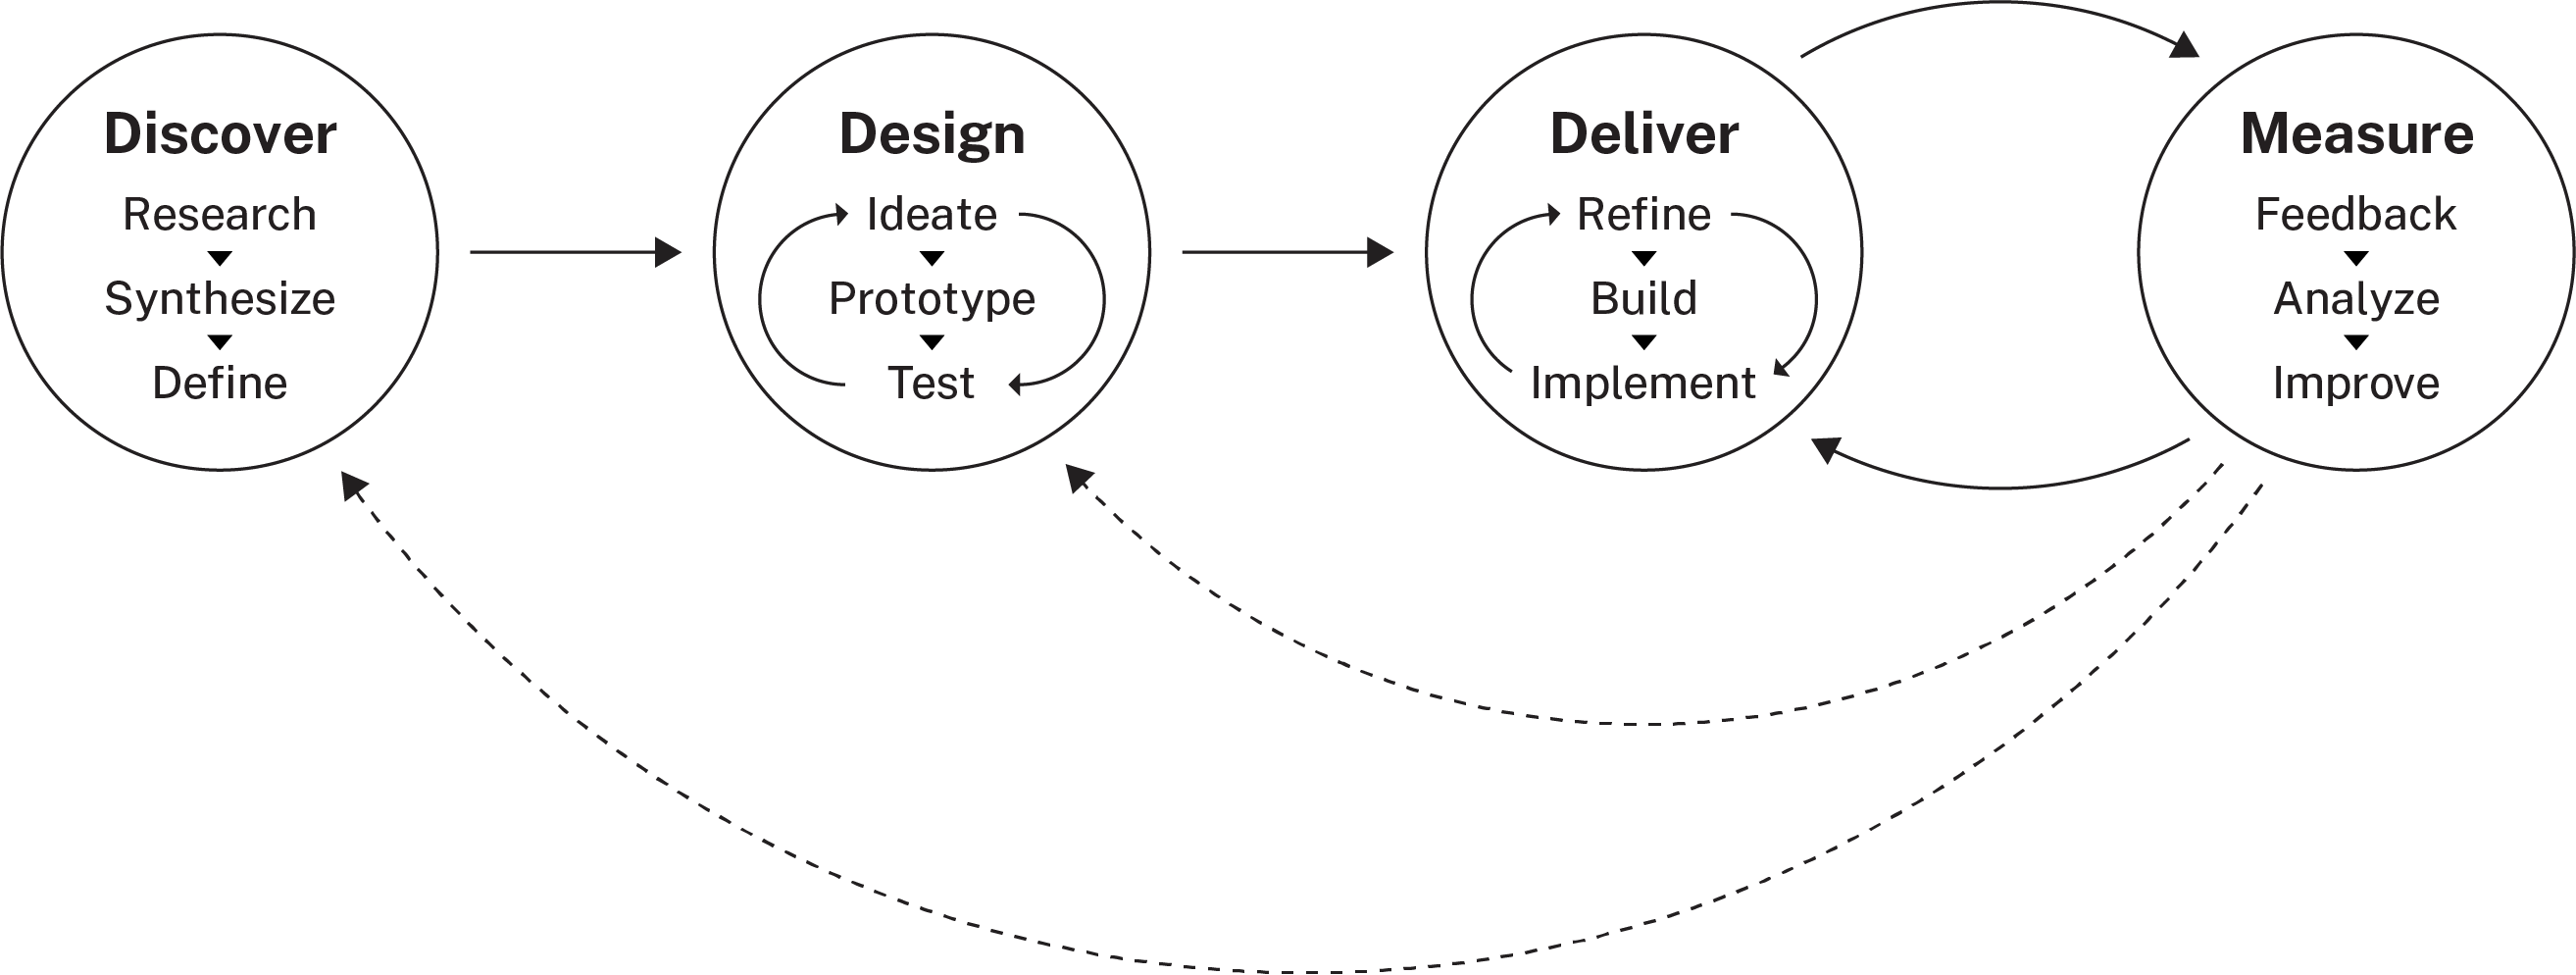 Discover
Research
Synthesize
Define
Design
Ideate
Prototype
Test
Deliver
Refine
Build
Implement
Measure
Feedback
Analyze
Improve